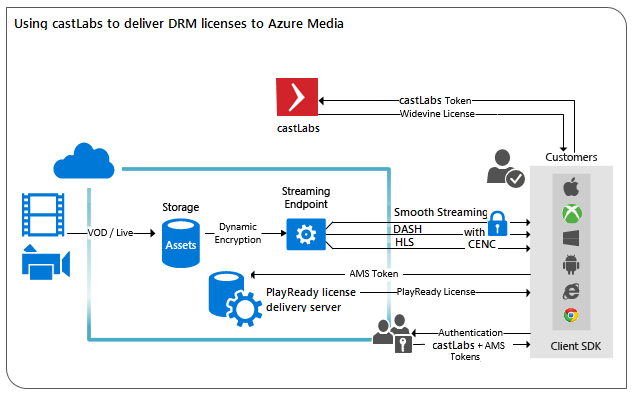 Using castLabs to deliver DRM licenses to Azure Media
castLabs Token
Widevine License
castLabs
Customers
Streaming
Endpoint
Storage
Smooth Streaming
VOD / Live
Assets
Dynamic
Encryption
DASH with
HLS CENC
AMS Token
PlayReady license
delivery server
PlayReady License
Authentication
castLabs + AMS
Tokens
Client SDK